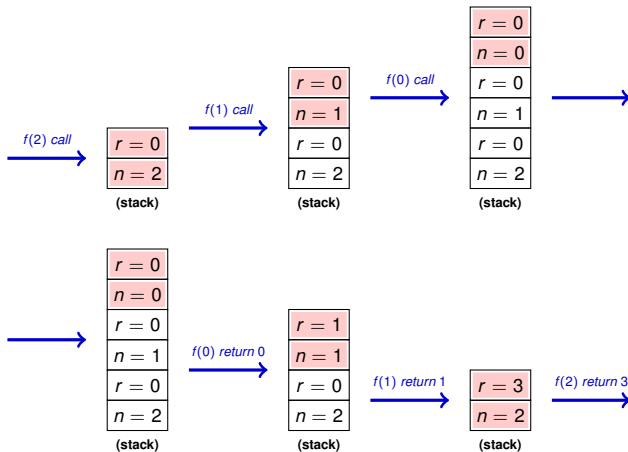 f(2) call
r = 0
n = 2
(stack)
f(1) call
r = 0
n = 1
r = 0
n = 2
(stack)
f(0) call
r = 0
n = 0
r = 0
n = 1
r = 0
n = 2
(stack)
r = 0
n = 0
r = 0
n = 1
r = 0
n = 2
(stack)
f(0) return 0
r = 1
n = 1
r = 0
n = 2
(stack)
f(1) return 1
r = 3
n = 2
(stack)
f(2) return 3